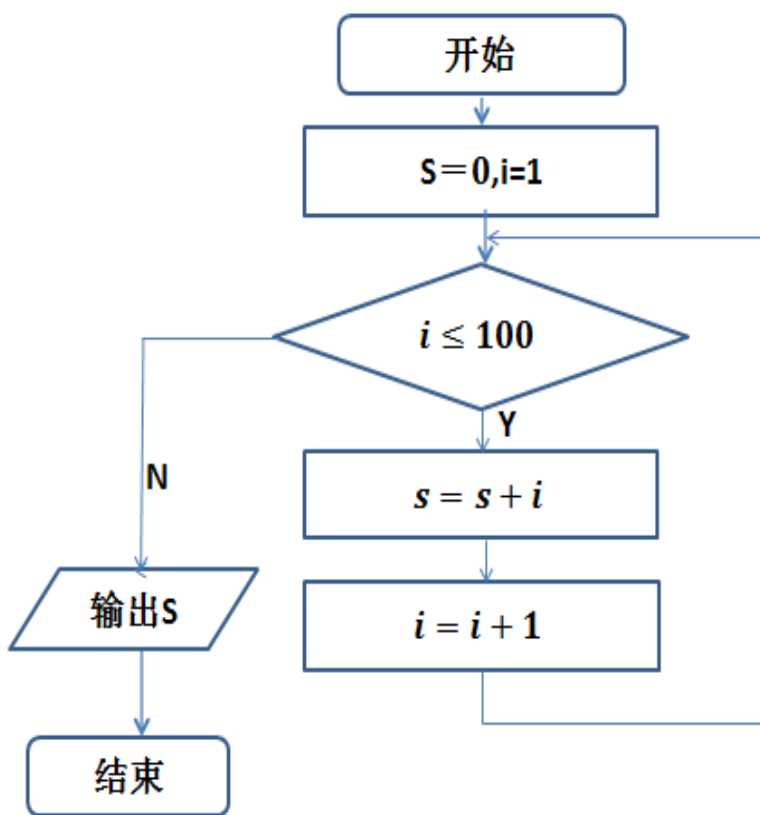 开始
S＝0,i=1
i ≤ 100
Y
N
s = s + i
输出S
i = i + 1
结束